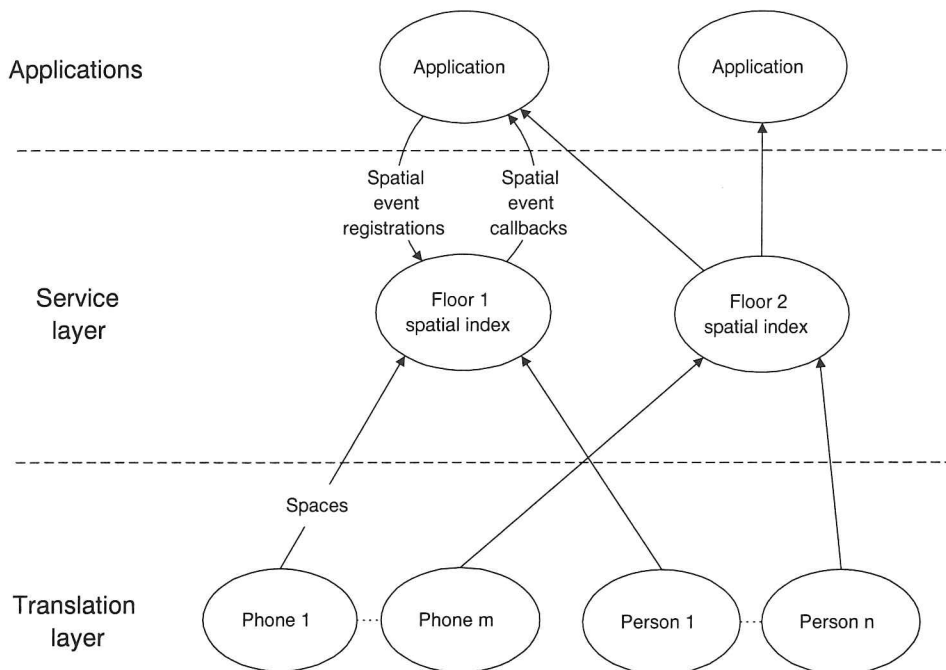 Applications
Application
Application
Spatial
event
registrations
Spatial
event
callbacks
Service
layer
Floor 1
spatial index
Floor 2
spatial index
Spaces
Translation
layer
Phone 1
Phone m
Person 1
Person n